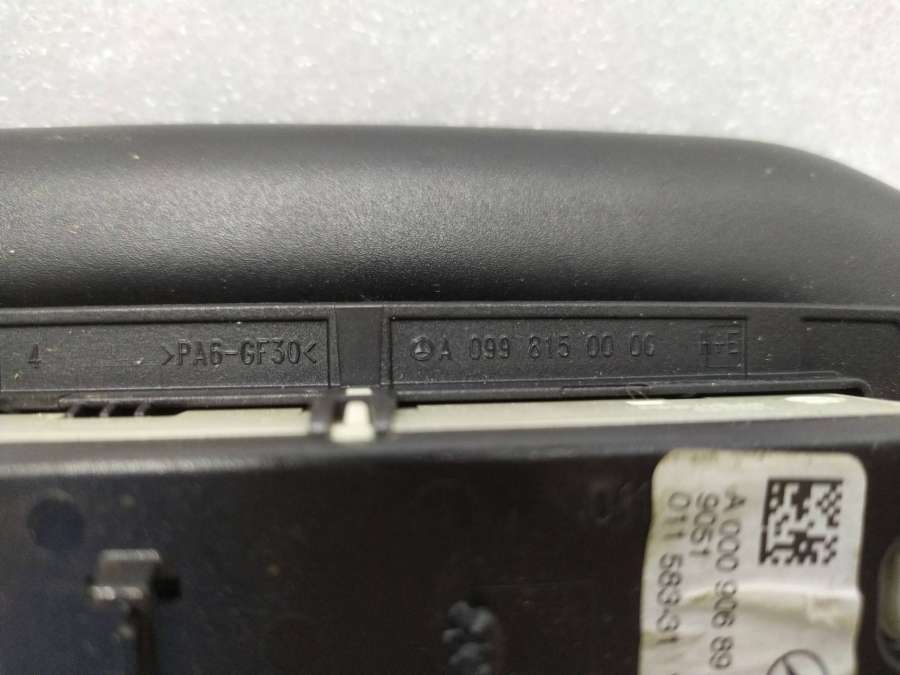 4
>PA6-GF30<
A 099 815 00 00
H+E
A 000 906 89
9051
011 583-31